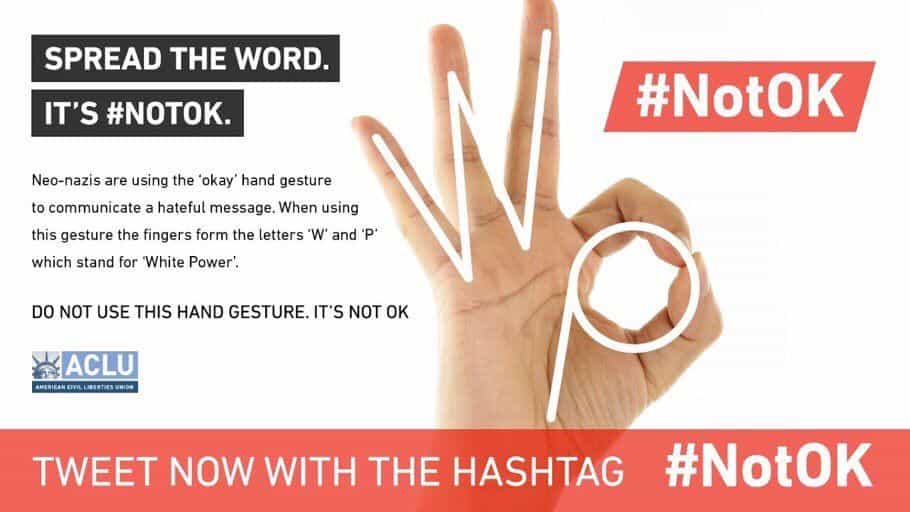 SPREAD THE WORD.
IT'S #NOTOK.
#NotOK
Neo-nazis are using the 'okay' hand gesture
to communicate a hateful message. When using
this gesture the fingers form the letters 'W' and 'P'
which stand for 'White Power'.
DO NOT USE THIS HAND GESTURE. IT'S NOT OK
W
P
ACLU
AMERICAN CIVIL LIBERTIES UNION
TWEET NOW WITH THE HASHTAG #NotOK